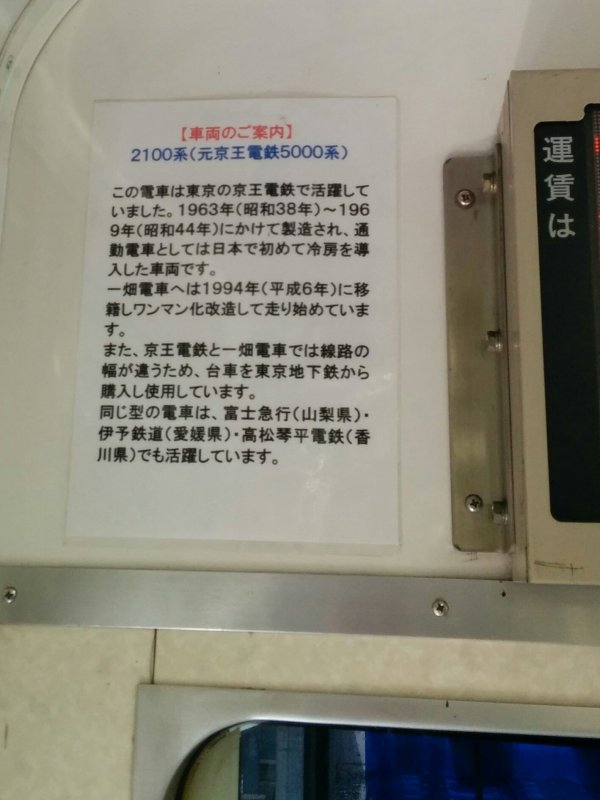 【車両のご案内】
2100系(元京王電鉄5000系)
この電車は東京の京王電鉄で活躍して
いました。1963年(昭和38年)～196
9年(昭和44年)にかけて製造され、通
勤電車としては日本で初めて冷房を導
入した車両です。
一畑電車へは1994年(平成6年)に移
籍しワンマン化改造して走り始めていま
す。
また、京王電鉄と一畑電車では線路の
幅が違うため、台車を東京地下鉄から
購入し使用しています。
同じ型の電車は、富士急行(山梨県)・
伊予鉄道(愛媛県)・高松琴平電鉄(香
川県)でも活躍しています。
運賃は